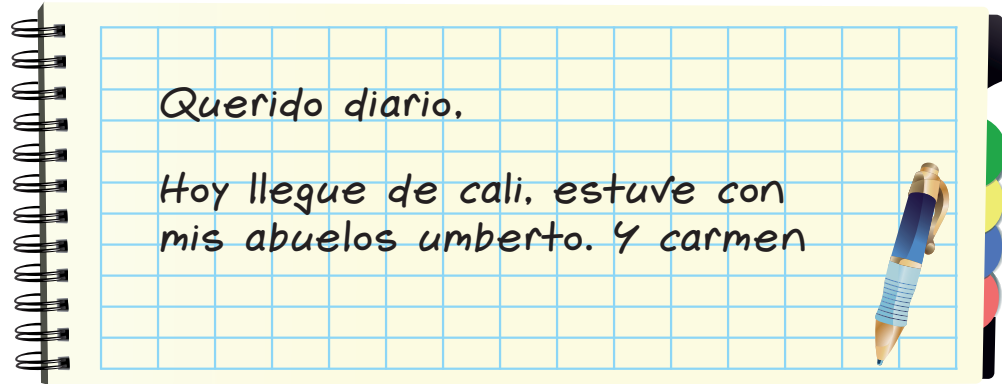 Querido diario,
Hoy llegue de cali, estuve con
mis abuelos umberto. Y carmen